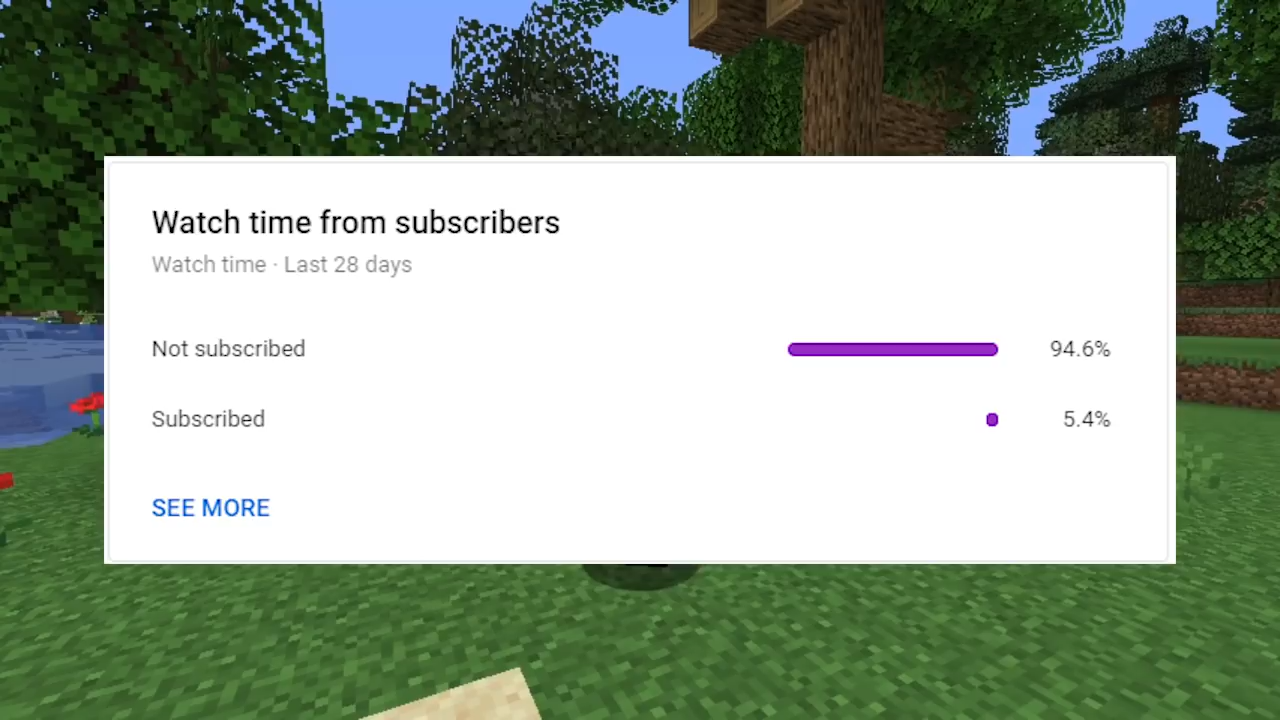 Watch time from subscribers
Watch time · Last 28 days
Not subscribed 94.6%
Subscribed 5.4%
SEE MORE